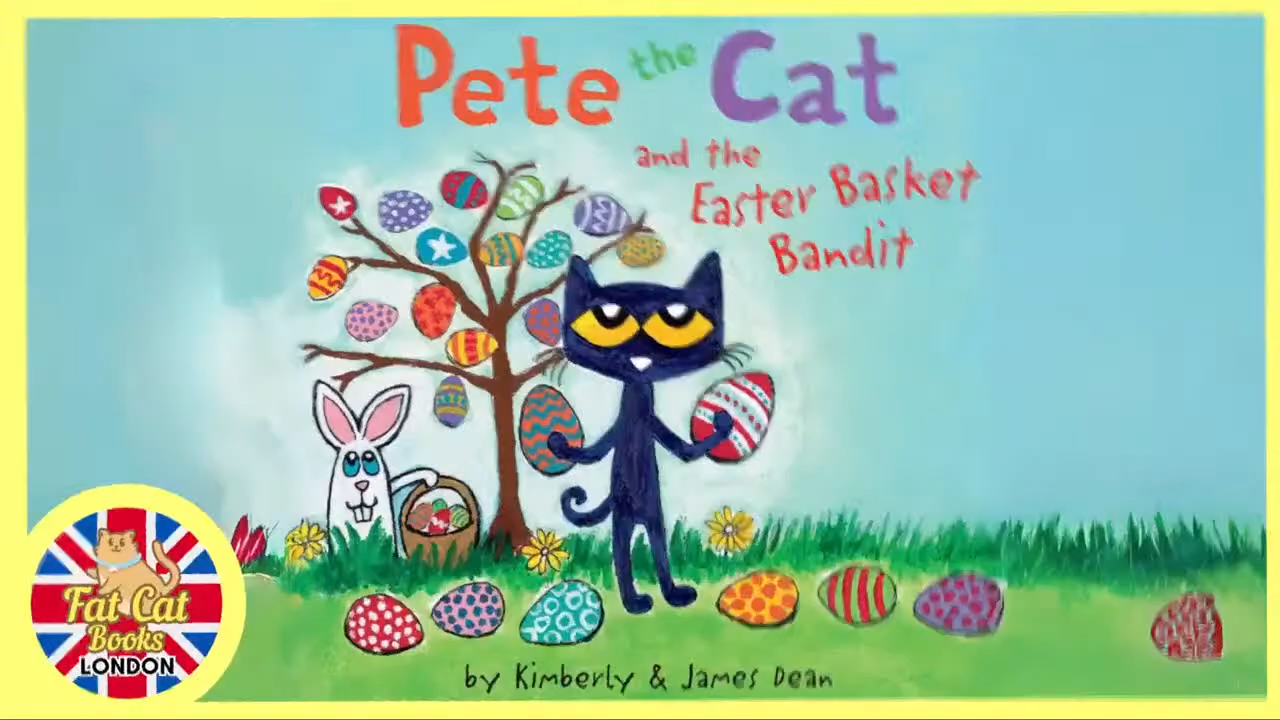 Pete the Cat
and the
Easter Basket
Bandit
Fat Cat
Books
LONDON
by Kimberly & James Dean